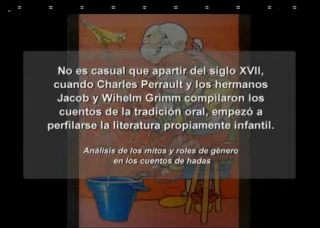 No es casual que apartir del siglo XVII,
cuando Charles Perrault y los hermanos
Jacob y Wihelm Grimm compilaron los
cuentos de la tradición oral, empezó a
perfilarse la literatura propiamente infantil.
Análisis de los mitos y roles de género
en los cuentos de hadas